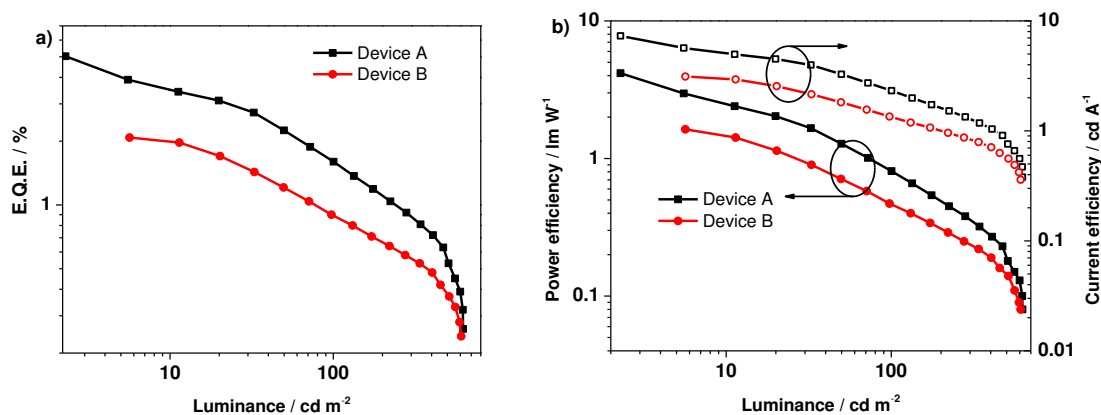 a)
Device A
Device B
E.Q.E. / %
1
10
100
Luminance / cd m⁻²
b)
10
1
0.1
Power efficiency / lm W⁻¹
Device A
Device B
10
1
0.1
0.01
Current efficiency / cd A⁻¹
10
100
Luminance / cd m⁻²